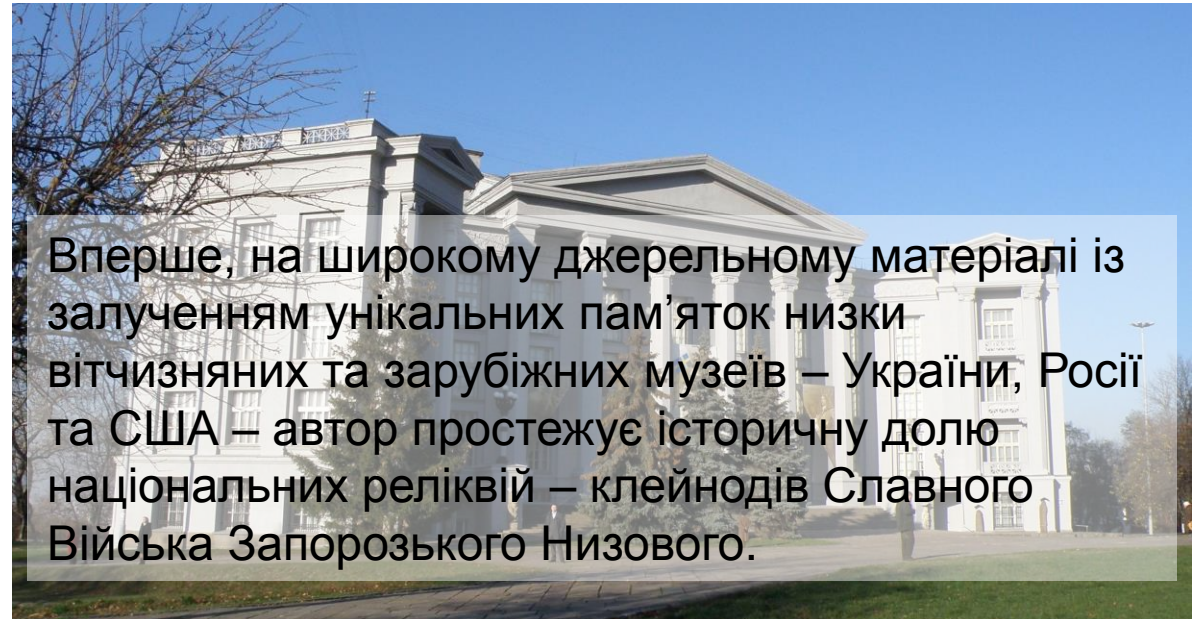 Вперше, на широкому джерельному матеріалі із
залученням унікальних пам’яток низки
вітчизняних та зарубіжних музеїв – України, Росії
та США – автор простежує історичну долю
національних реліквій – клейнодів Славного
Війська Запорозького Низового.